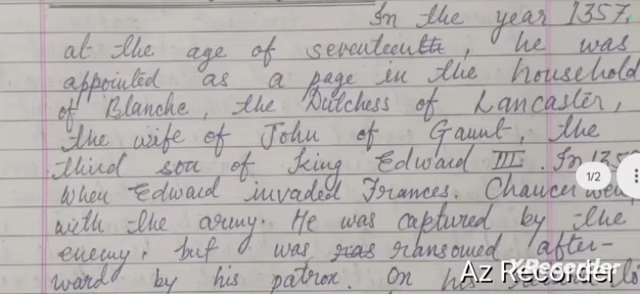 In the year 1357,
at the age of seventeenth, he was
appointed as a page in the household
of Blanche, the Dutchess of Lancaster,
the wife of John of Gaunt, the
third son of King Edward III. In
when Edward invaded Frances. Chaucer
with the army. He was captured by the
enemy, but was ras ransomed after-
ward by his patron. On his
1/2
XRecorder
Az Recorder